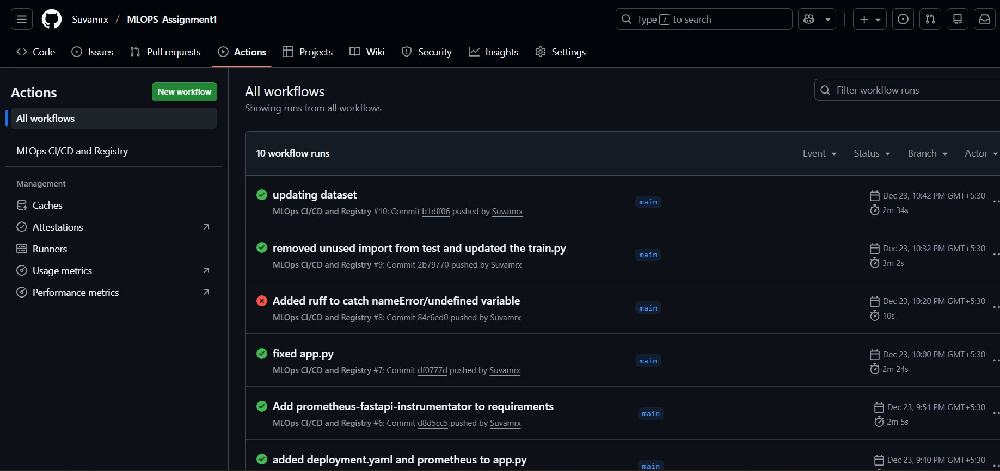 Suvamrx / MLOPS_Assignment1
Type / to search
Code
Issues
Pull requests
Actions
Projects
Wiki
Security
Insights
Settings
Actions
New workflow
All workflows
MLOps CI/CD and Registry
Management
Caches
Attestations
Runners
Usage metrics
Performance metrics
All workflows
Showing runs from all workflows
Filter workflow runs
10 workflow runs
Event
Status
Branch
Actor
updating dataset
MLOps CI/CD and Registry #10: Commit b1dff06 pushed by Suvamrx
main
Dec 23, 10:42 PM GMT+5:30
2m 34s
removed unused import from test and updated the train.py
MLOps CI/CD and Registry #9: Commit 2b79770 pushed by Suvamrx
main
Dec 23, 10:32 PM GMT+5:30
3m 2s
Added ruff to catch nameError/undefined variable
MLOps CI/CD and Registry #8: Commit 84c6ed0 pushed by Suvamrx
main
Dec 23, 10:20 PM GMT+5:30
10s
fixed app.py
MLOps CI/CD and Registry #7: Commit df0777d pushed by Suvamrx
main
Dec 23, 10:00 PM GMT+5:30
2m 24s
Add prometheus-fastapi-instrumentator to requirements
MLOps CI/CD and Registry #6: Commit d8d5cc5 pushed by Suvamrx
main
Dec 23, 9:51 PM GMT+5:30
2m 5s
added deployment.yaml and prometheus to app.py
main
Dec 23, 9:40 PM GMT+5:30